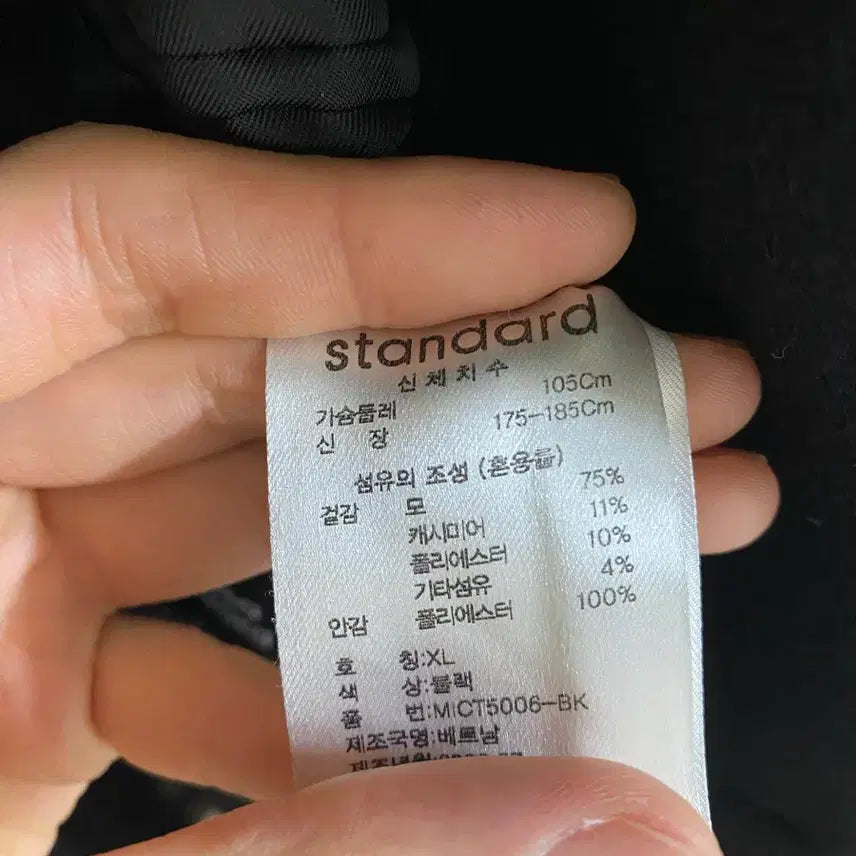 standard
신체치수
가슴둘레 105Cm
신 장 175-185Cm
섬유의 조성 (혼용률)
겉감 모 75%
캐시미어 11%
폴리에스터 10%
기타섬유 4%
안감 폴리에스터 100%
호 칭:XL
색 상:블랙
품 번:MICT5006-BK
제조국명:베트남